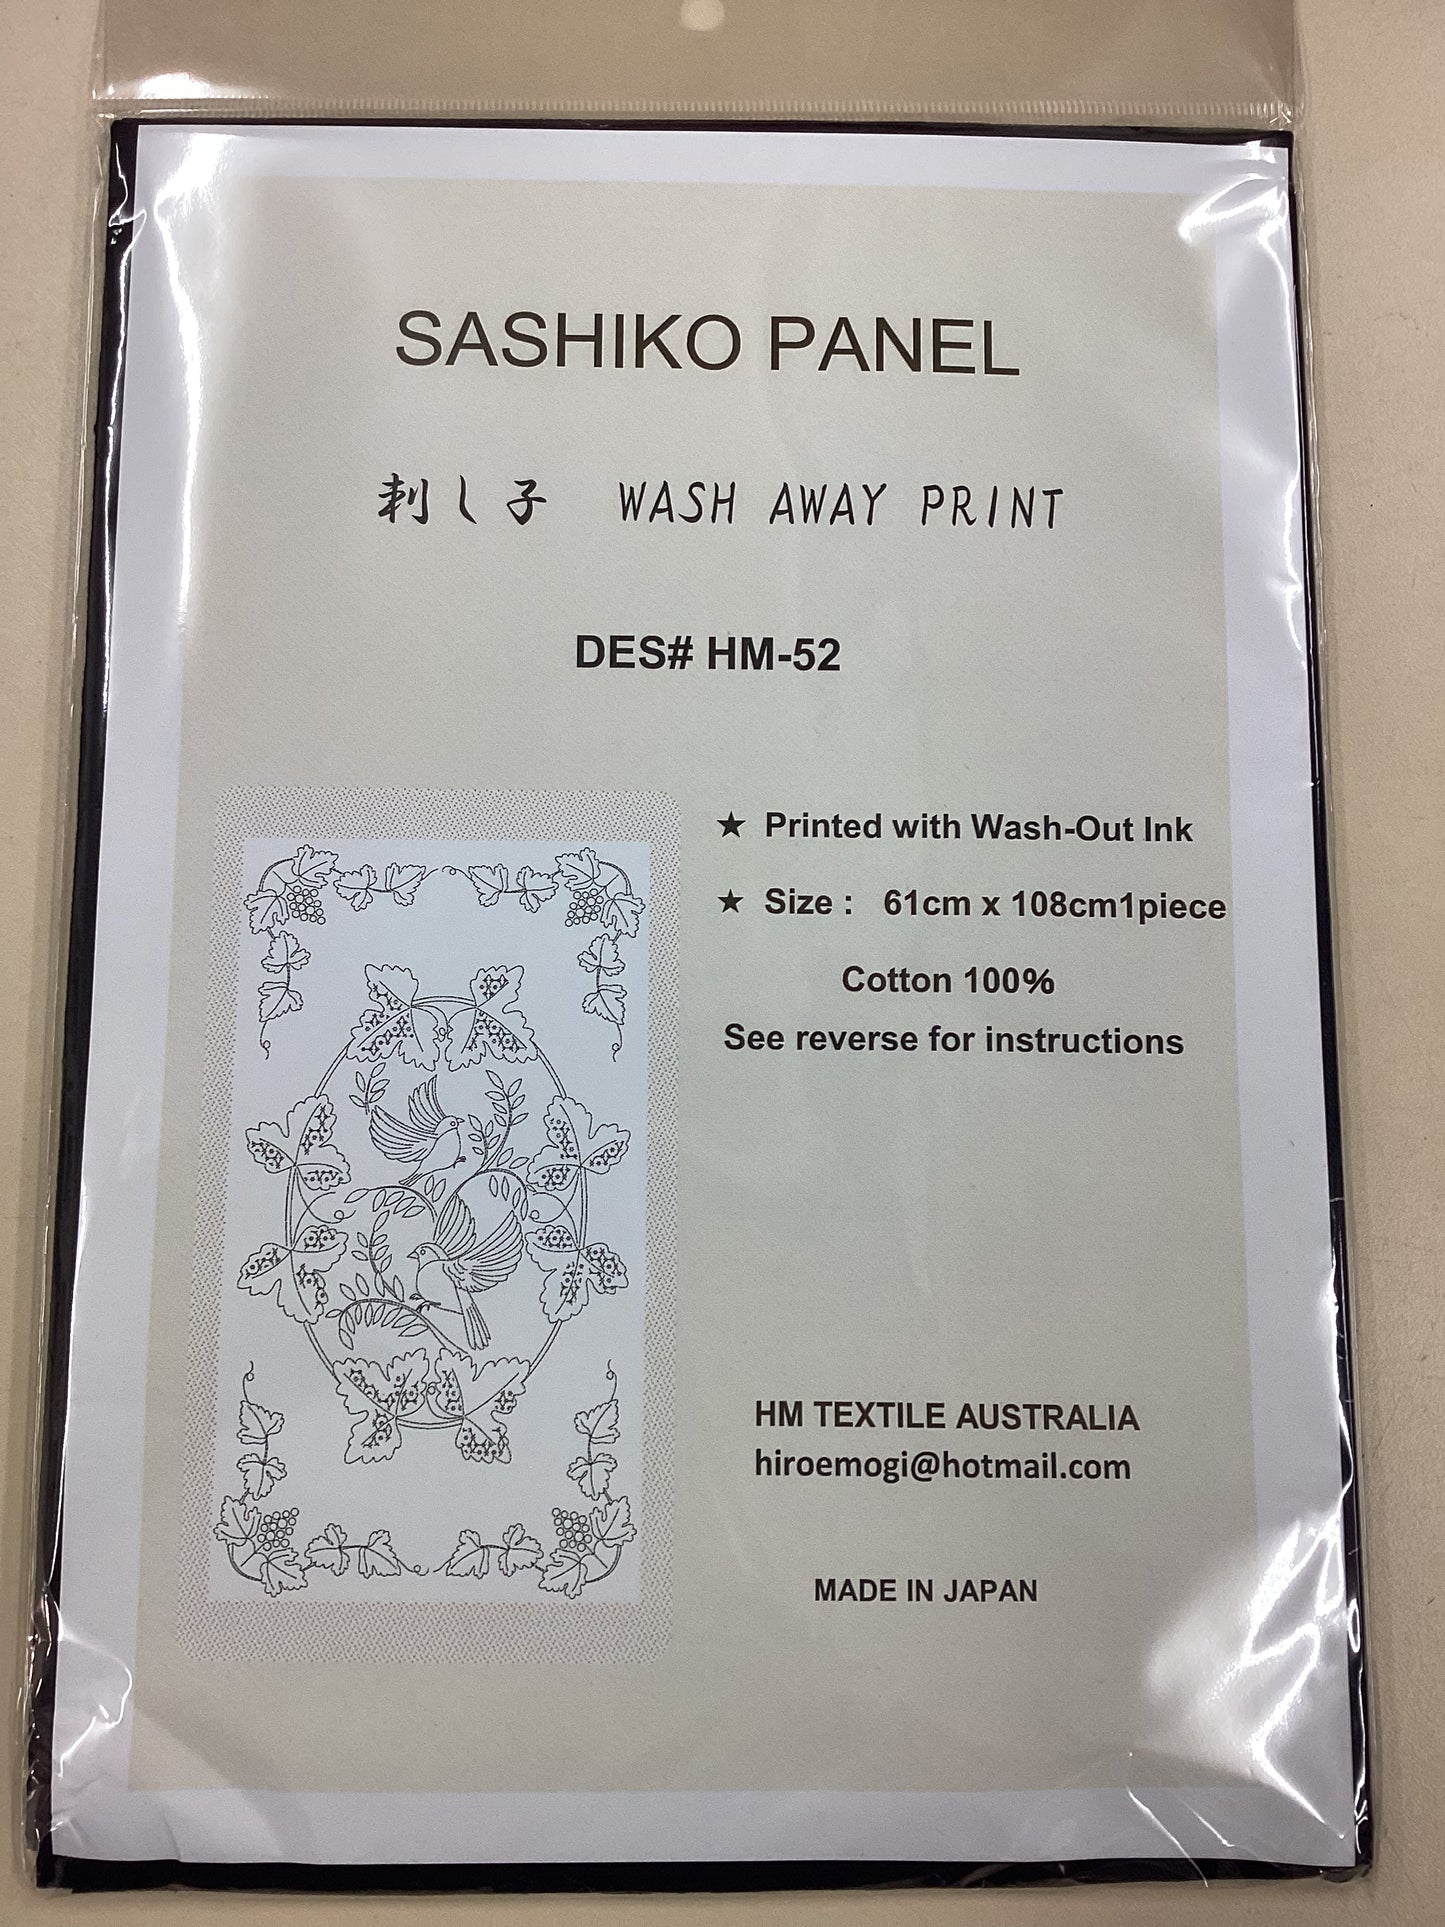 SASHIKO PANEL
刺し子 WASH AWAY PRINT
DES# HM-52
★ Printed with Wash-Out Ink
★ Size : 61cm x 108cm1piece
Cotton 100%
See reverse for instructions
HM TEXTILE AUSTRALIA
hiroemogi@hotmail.com
MADE IN JAPAN